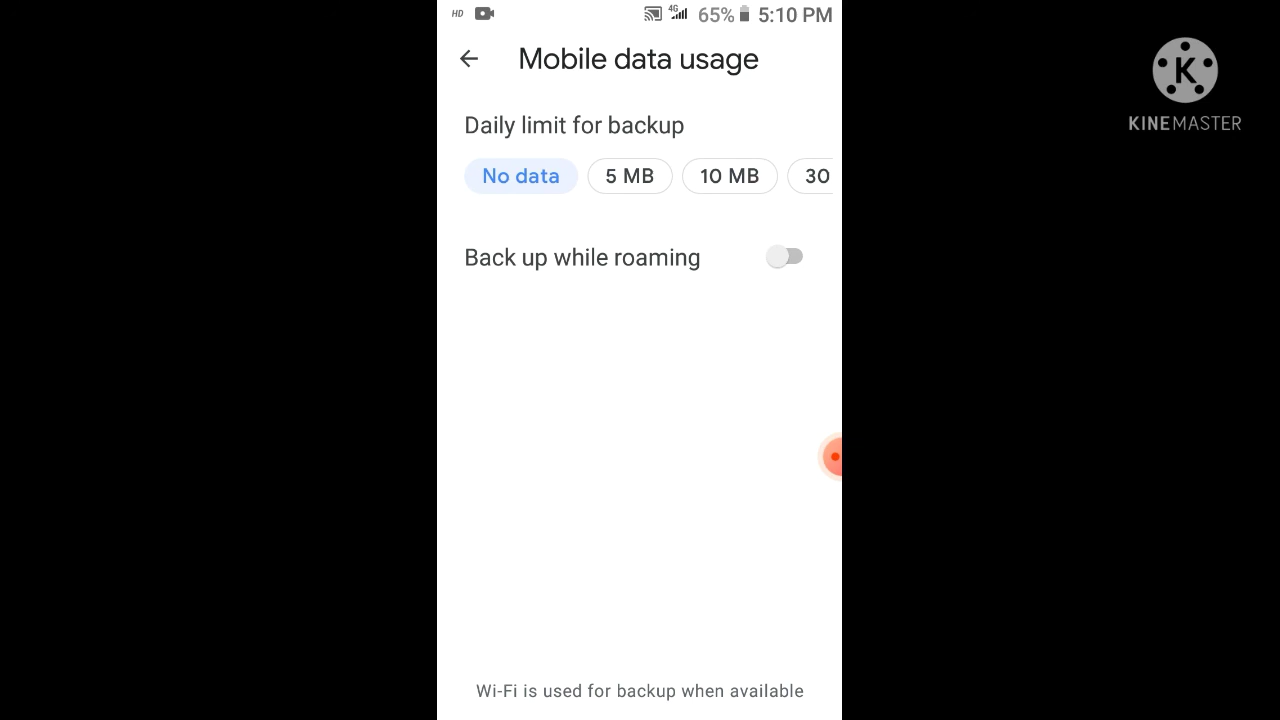 HD 4G 65% 5:10 PM
Mobile data usage
K
KINEMASTER
Daily limit for backup
No data 5 MB 10 MB 30
Back up while roaming
Wi-Fi is used for backup when available